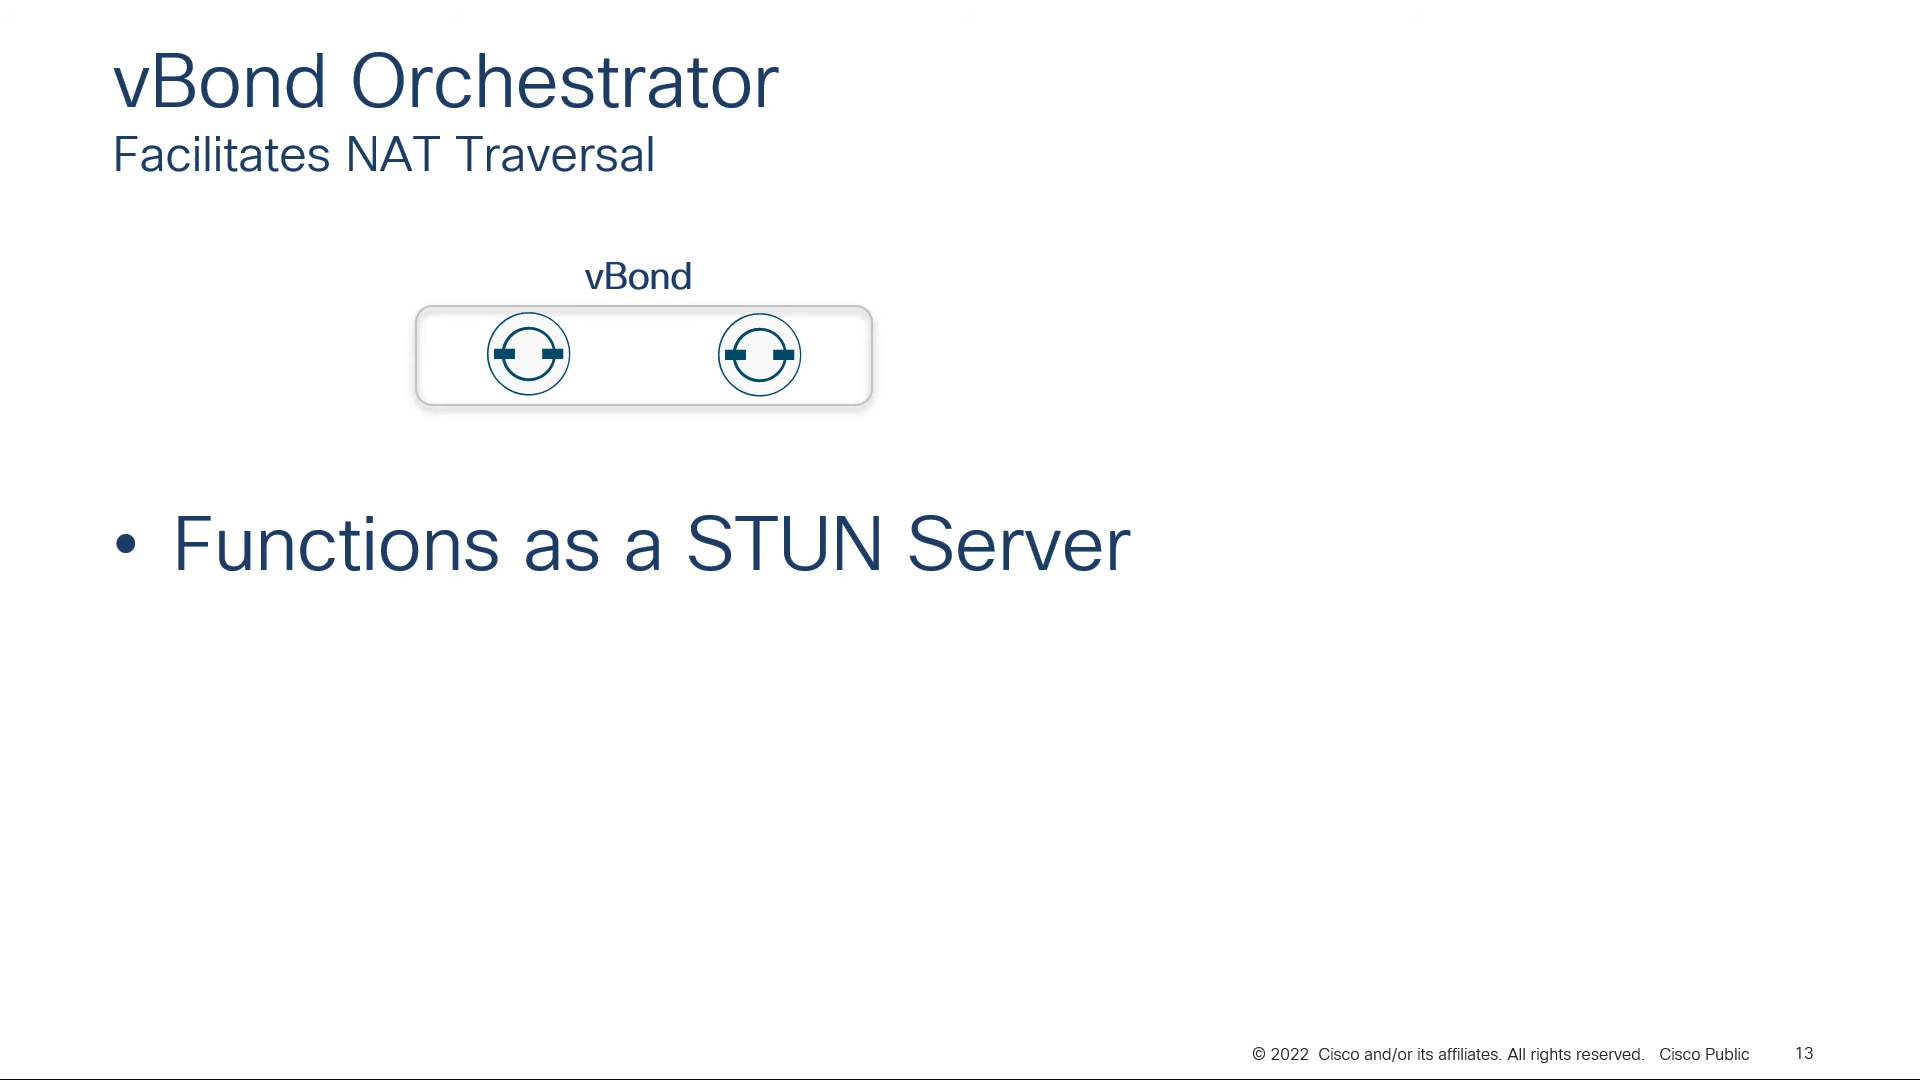 vBond Orchestrator
Facilitates NAT Traversal
vBond
• Functions as a STUN Server
© 2022 Cisco and/or its affiliates. All rights reserved. Cisco Public 13